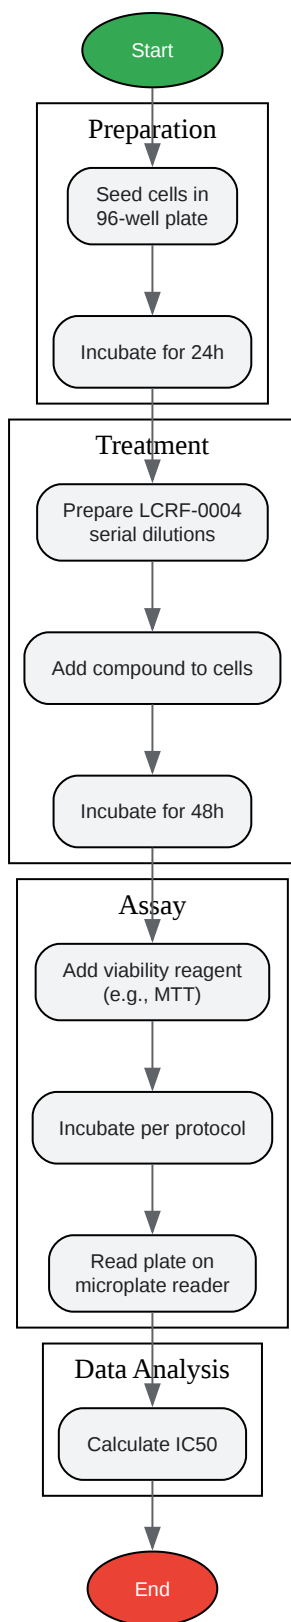 Start
Preparation
Seed cells in
96-well plate
Incubate for 24h
Treatment
Prepare LCRF-0004
serial dilutions
Add compound to cells
Incubate for 48h
Assay
Add viability reagent
(e.g., MTT)
Incubate per protocol
Read plate on
microplate reader
Data Analysis
Calculate IC50
End